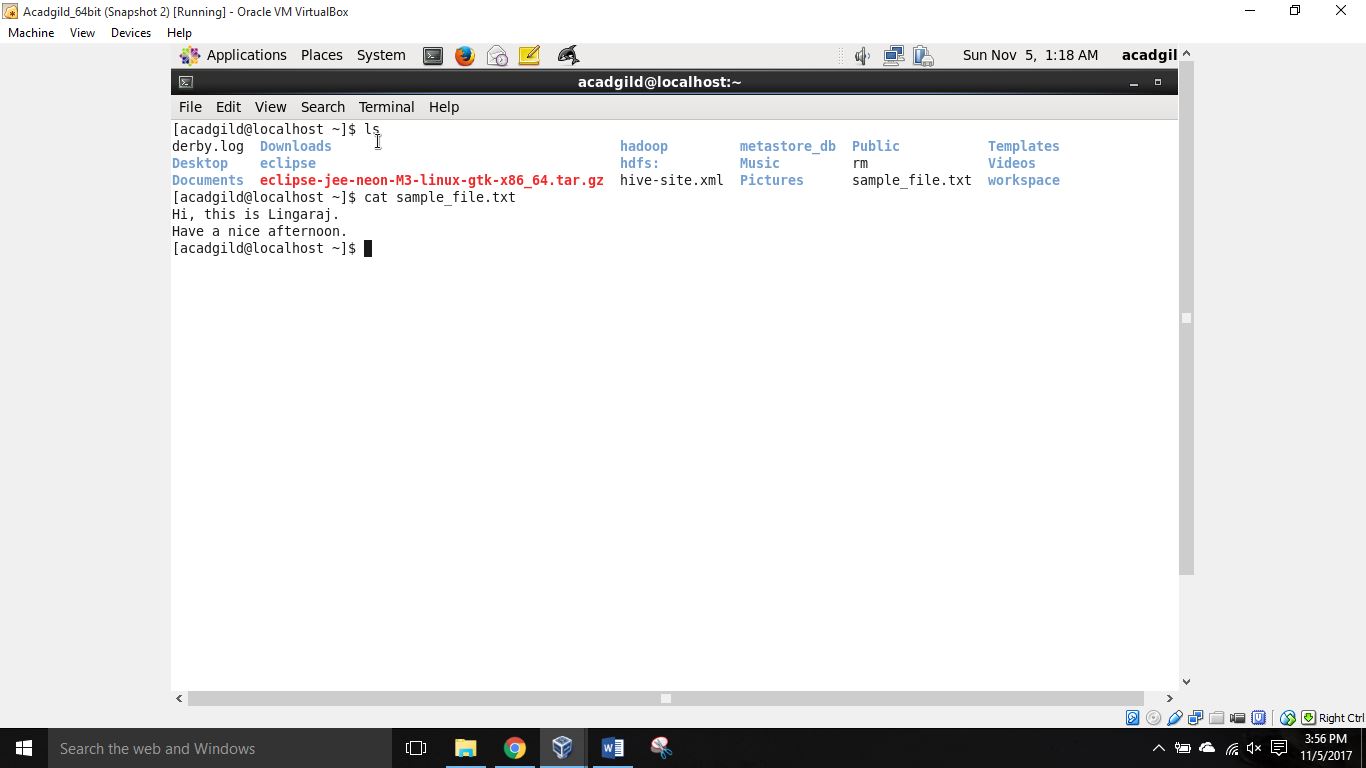 Acadgild_64bit (Snapshot 2) [Running] - Oracle VM VirtualBox
Machine View Devices Help
Applications Places System Sun Nov 5, 1:18 AM acadgil
acadgild@localhost:~
File Edit View Search Terminal Help
[acadgild@localhost ~]$ ls
derby.log Downloads hadoop metastore_db Public Templates
Desktop eclipse hdfs: Music rm Videos
Documents eclipse-jee-neon-M3-linux-gtk-x86_64.tar.gz hive-site.xml Pictures sample_file.txt workspace
[acadgild@localhost ~]$ cat sample_file.txt
Hi, this is Lingaraj.
Have a nice afternoon.
[acadgild@localhost ~]$
Right Ctrl
Search the web and Windows
3:56 PM
11/5/2017